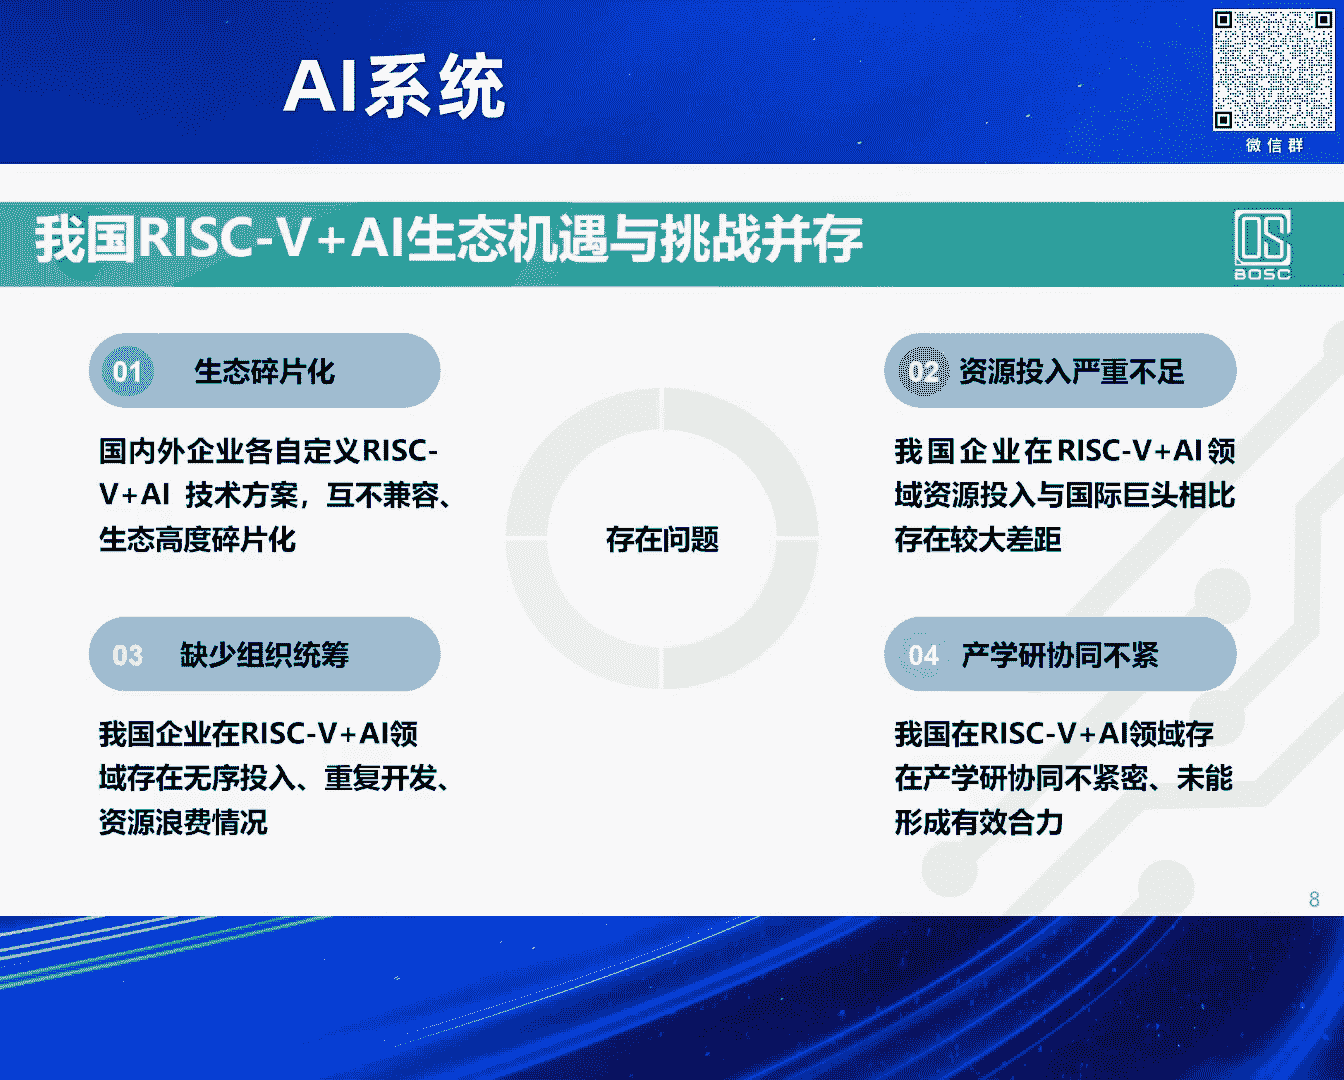 AI系统
微信群
我国RISC-V+AI生态机遇与挑战并存
OS
BOSC
01 生态碎片化
国内外企业各自定义RISC-
V+AI 技术方案，互不兼容、
生态高度碎片化
02 资源投入严重不足
我国企业在RISC-V+AI领
域资源投入与国际巨头相比
存在较大差距
存在问题
03 缺少组织统筹
我国企业在RISC-V+AI领
域存在无序投入、重复开发、
资源浪费情况
04 产学研协同不紧
我国在RISC-V+AI领域存
在产学研协同不紧密、未能
形成有效合力
8